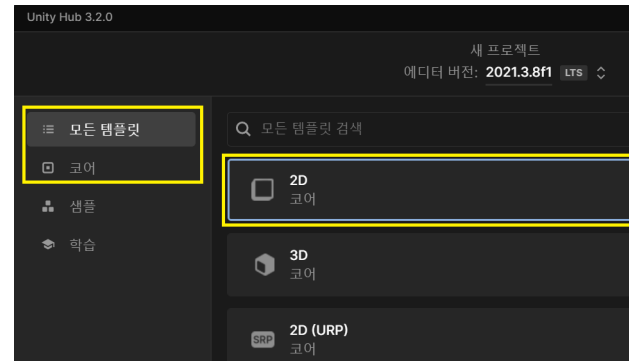 Unity Hub 3.2.0
새 프로젝트
에디터 버전: 2021.3.8f1 LTS
모든 템플릿
코어
샘플
학습
모든 템플릿 검색
2D
코어
3D
코어
SRP
2D (URP)
코어